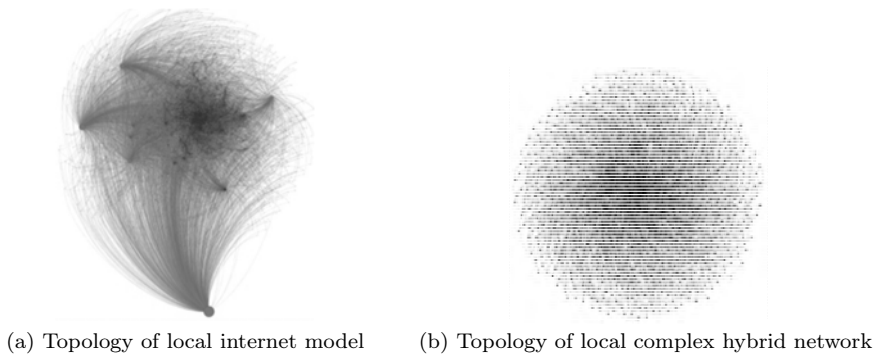 (a) Topology of local internet model
(b) Topology of local complex hybrid network